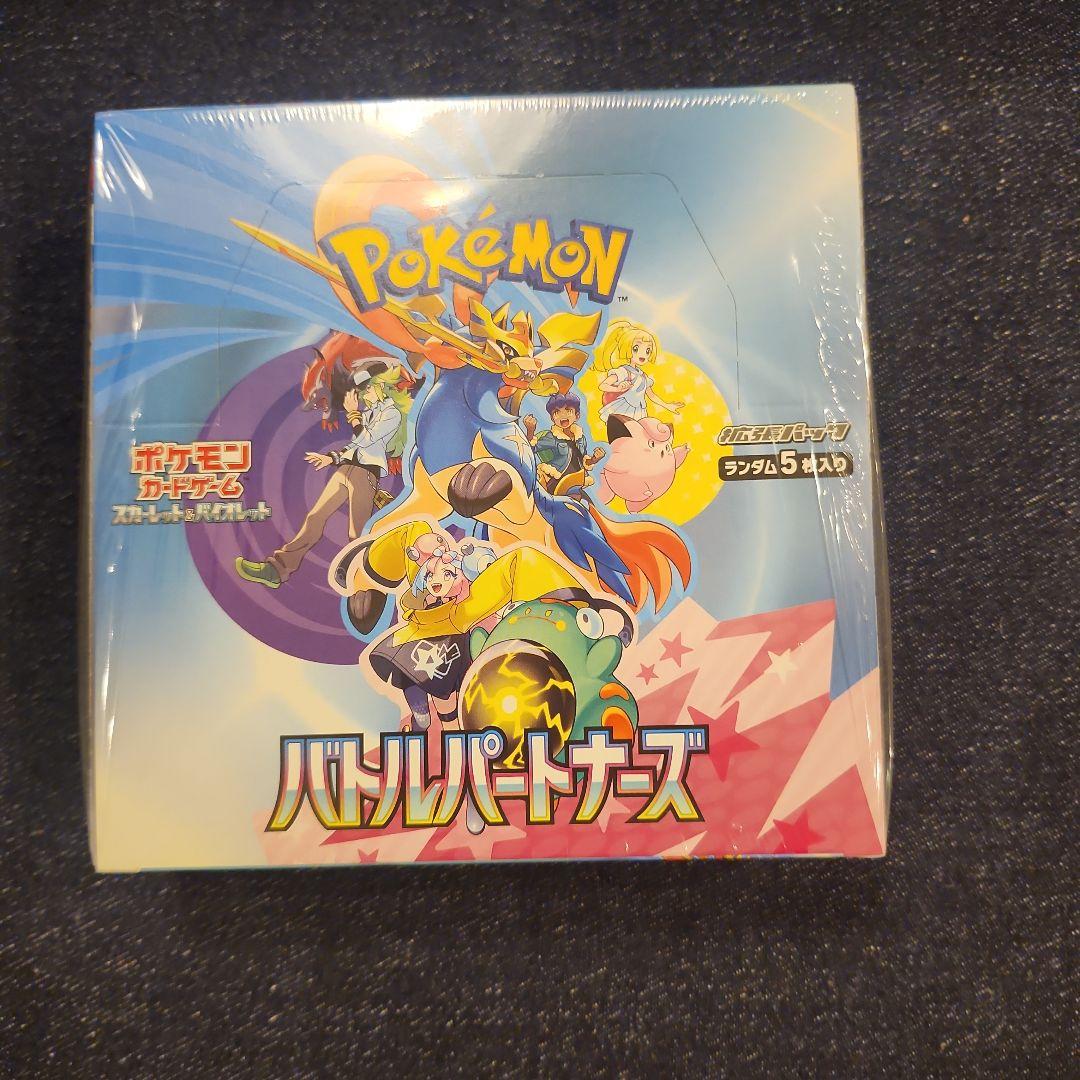 POKéMON
™
ポケモン
カードゲーム
スカーレット&バイオレット
拡張パック
ランダム5枚入り
バトルパートナーズ